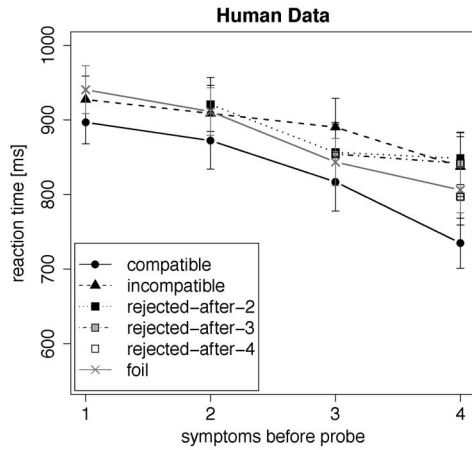 Human Data
1000
900
800
700
600
reaction time [ms]
compatible
incompatible
rejected-after-2
rejected-after-3
rejected-after-4
foil
1 2 3 4
symptoms before probe